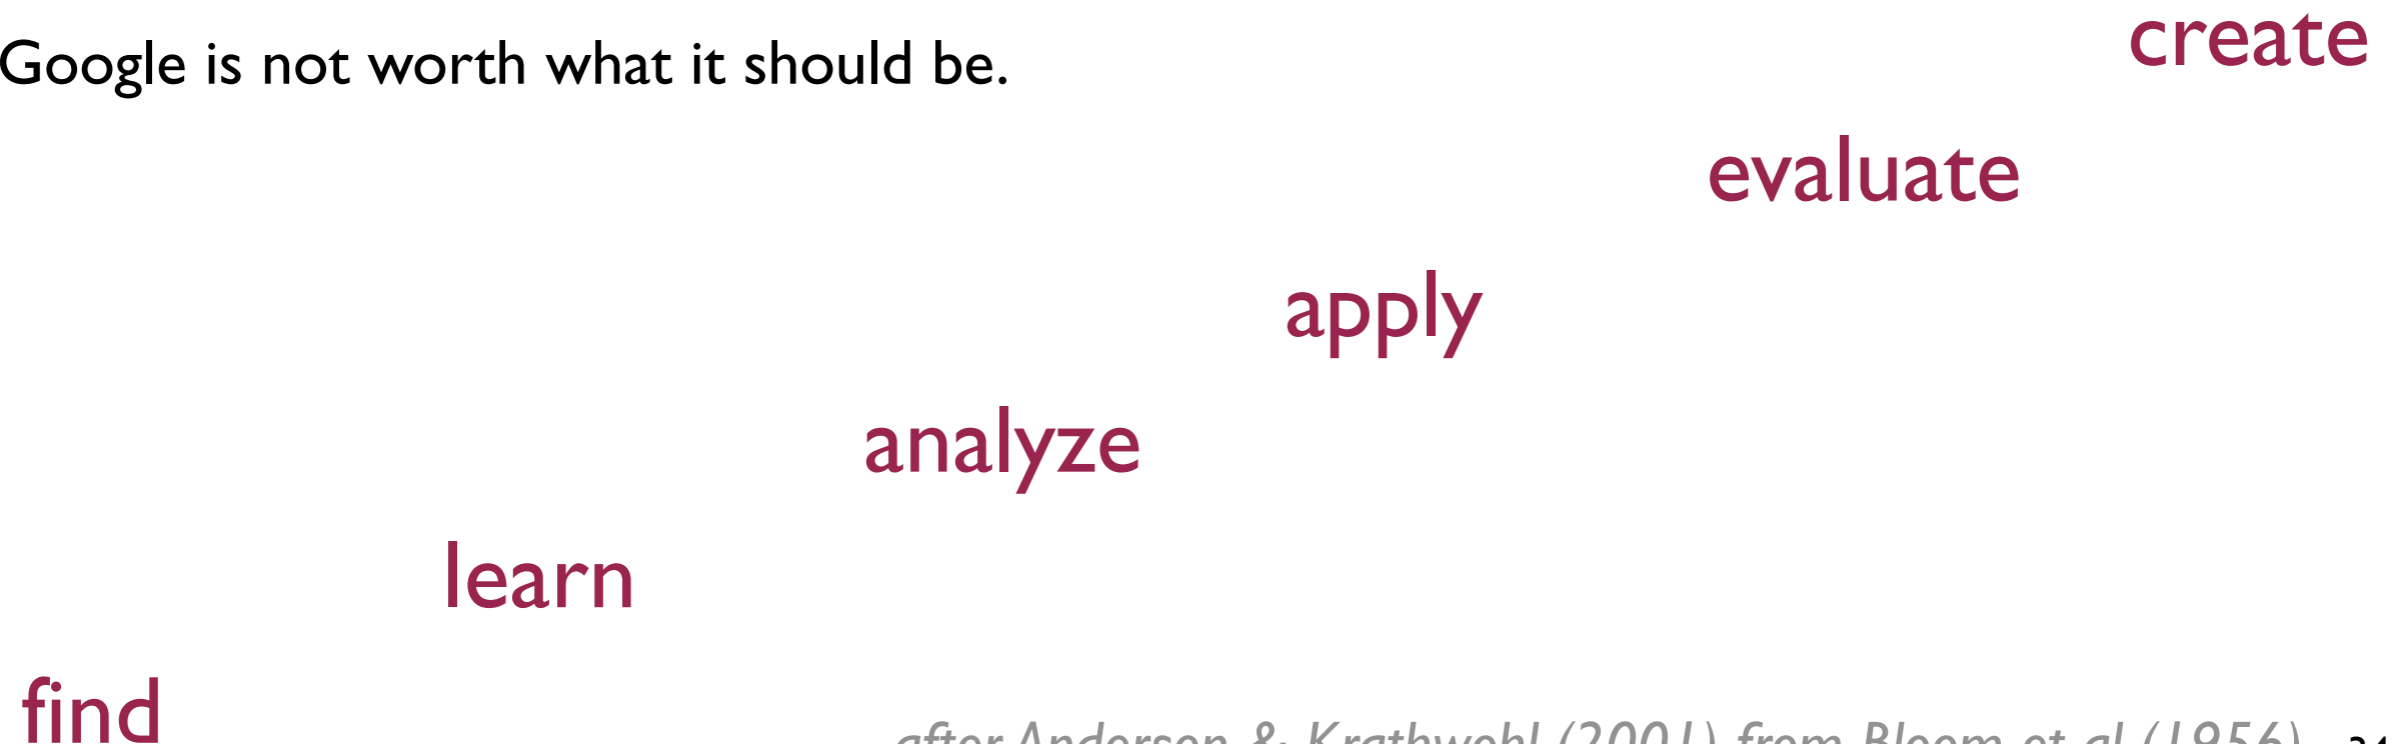 create
Google is not worth what it should be.
evaluate
apply
analyze
learn
find
after Anderson & Krathwohl (2001) from Bloom et al (1956)